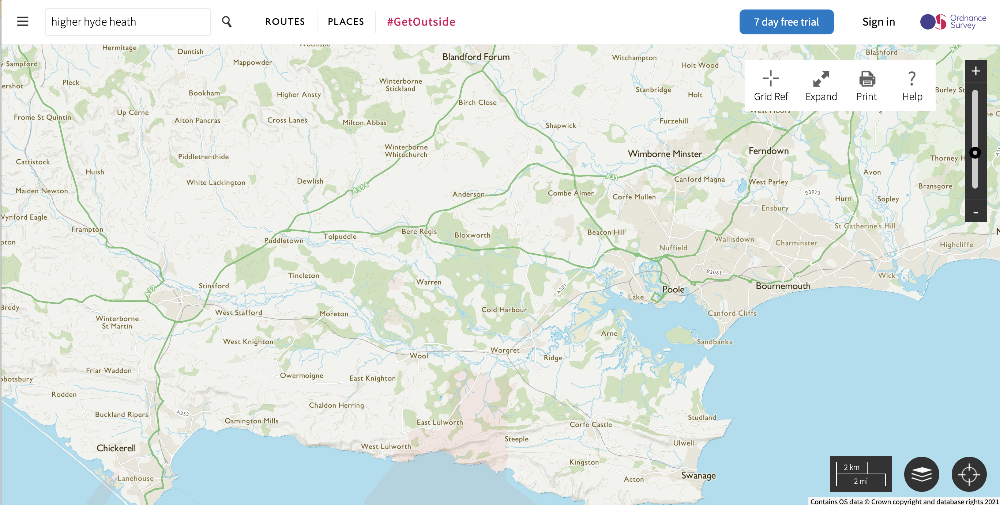 higher hyde heath
ROUTES
PLACES
#GetOutside
7 day free trial
Sign in
Ordnance
Survey
Hermitage
Duntish
Mappowder
Blandford Forum
Witchampton
Holt Wood
Blashford
y Sampford
Grid Ref
Expand
Print
?
Help
+
ershot
Pleck
Bookham
Higher Ansty
Winterborne
Stickland
Birch Close
Stanbridge
Holt
Burley St
Frome St Quintin
Up Cerne
Alton Pancras
Cross Lanes
Milton Abbas
Shapwick
Furzehill
West Moors
Cattistock
Huish
Piddletrenthide
Winterborne
Whitechurch
Wimborne Minster
Ferndown
Thorney H
Avon
Maiden Newton
White Lackington
Dewlish
A354
Anderson
Combe Almer
A31
Corfe Mullen
Canford Magna
West Parley
B3073
Hurn
Sopley
Bransgore
Ensbury
-
Wynford Eagle
Frampton
St Catherine's Hill
Puddletown
Tolpuddle
Bere Regis
Bloxworth
Beacon Hill
Nuffield
Wallisdown
Charminster
Highcliffe
oton
Stinsford
Tincleton
Warren
A351
Lake
Poole
B3061
Bournemouth
Wick
A37
Bredy
Winterborne
St Martin
West Stafford
Moreton
Cold Harbour
Canford Cliffs
West Knighton
Arne
Sandbanks
Wool
Worgret
Ridge
Friar Waddon
Owermoigne
East Knighton
bbotsbury
Rodden
Chaldon Herring
Buckland Ripers
A353
Osmington Mills
East Lulworth
Corfe Castle
Studland
Chickerell
West Lulworth
Steeple
Ulwell
Lanehouse
Kingston
Acton
Swanage
2 km
2 mi
Contains OS data © Crown copyright and database rights 2021